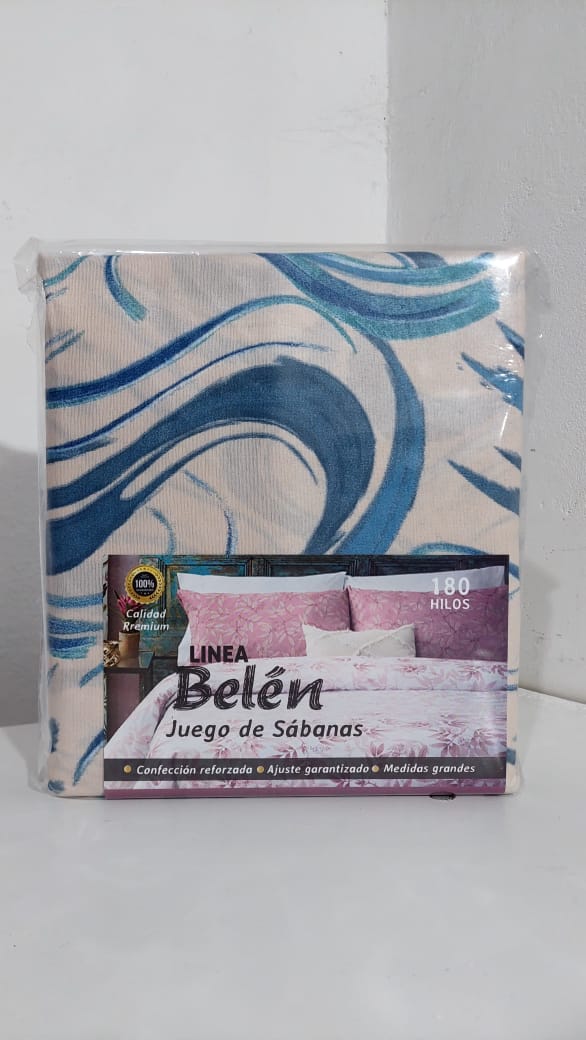 100%
Calidad
Rremium
180
HILOS
LINEA
Belén
Juego de Sábanas
Confección reforzada Ajuste garantizado Medidas grandes